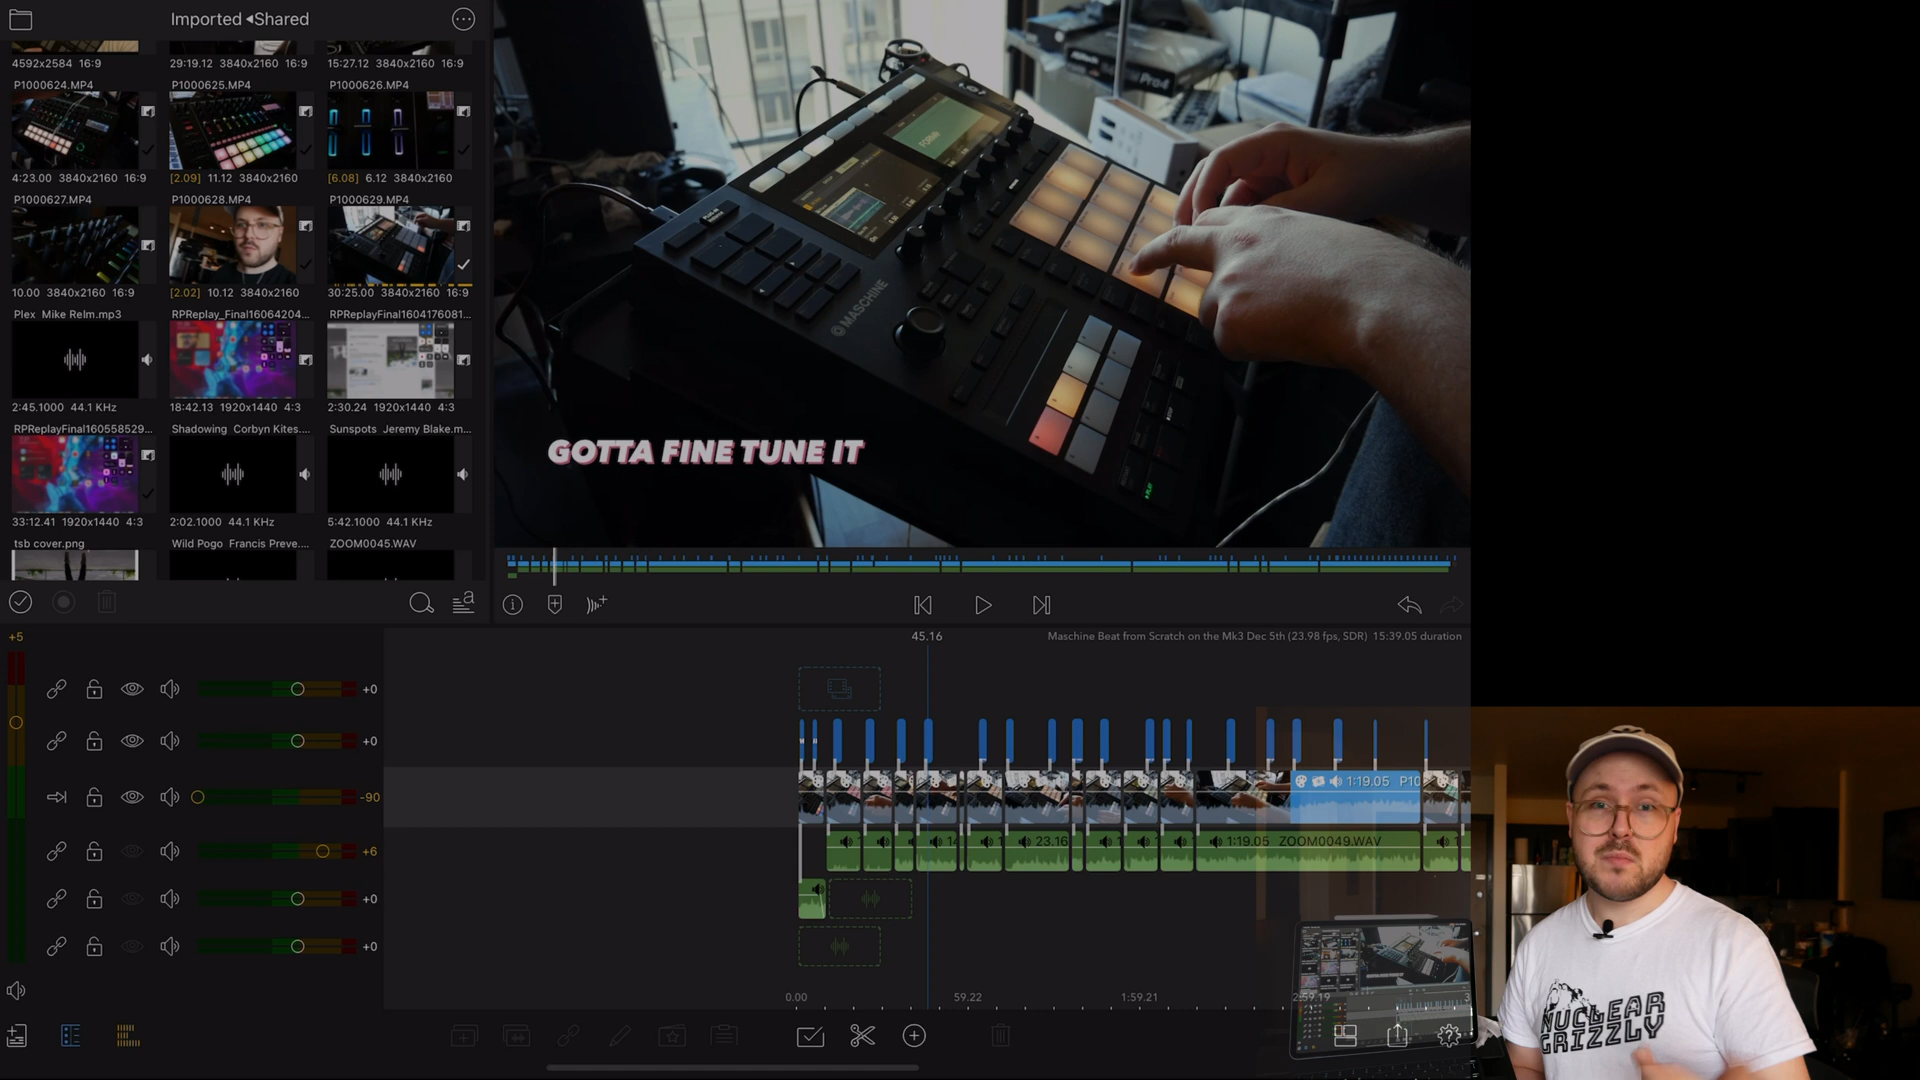 Imported ◂Shared
4592x2584 16:9
29:19.12 3840x2160 16:9
15:27.12 3840x2160 16:9
P1000624.MP4
P1000625.MP4
P1000626.MP4
4:23.00 3840x2160 16:9
[2.09] 11.12 3840x2160
[6.08] 6.12 3840x2160
P1000627.MP4
P1000628.MP4
P1000629.MP4
10.00 3840x2160 16:9
[2.02] 10.12 3840x2160
30:25.00 3840x2160 16:9
Plex Mike Relm.mp3
RPReplay_Final16064204...
RPReplayFinal1604176081...
2:45.1000 44.1 KHz
18:42.13 1920x1440 4:3
2:30.24 1920x1440 4:3
RPReplayFinal160558529...
Shadowing Corbyn Kites....
Sunspots Jeremy Blake.m...
33:12.41 1920x1440 4:3
2:02.1000 44.1 KHz
5:42.1000 44.1 KHz
tsb cover.png
Wild Pogo Francis Preve....
ZOOM0045.WAV
MASCHINE
GOTTA FINE TUNE IT
+5
45.16
Maschine Beat from Scratch on the Mk3 Dec 5th (23.98 fps, SDR) 15:39.05 duration
+0
+0
-90
+6
+0
+0
1:19.05 P10
23.16
1:19.05 ZOOM0049.WAV
0.00
59.22
1:59.21
2:59.19
3
NUCLEAR
GRIZZLY